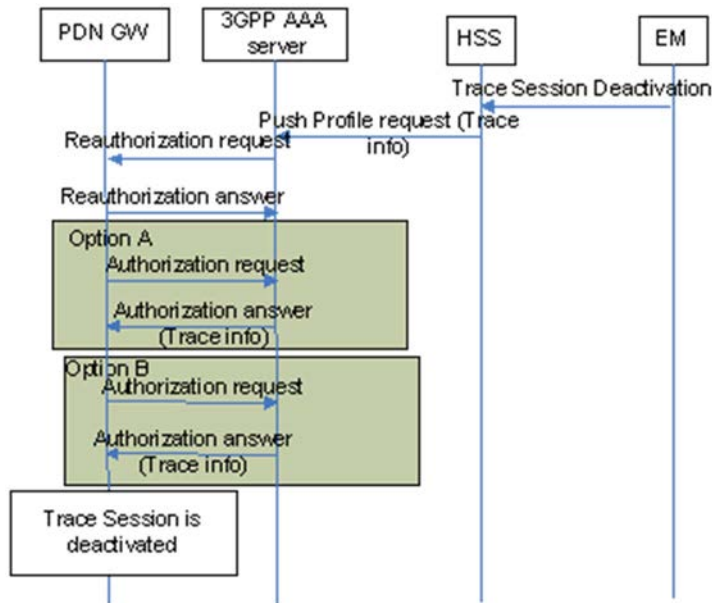 PDN GW
3GPP AAA
server
HSS
EM
Trace Session Deactivation
Push Profile request (Trace
info)
Reauthorization request
Reauthorization answer
Option A
Authorization request
Authorization answer
(Trace info)
Option B
Authorization request
Authorization answer
(Trace info)
Trace Session is
deactivated